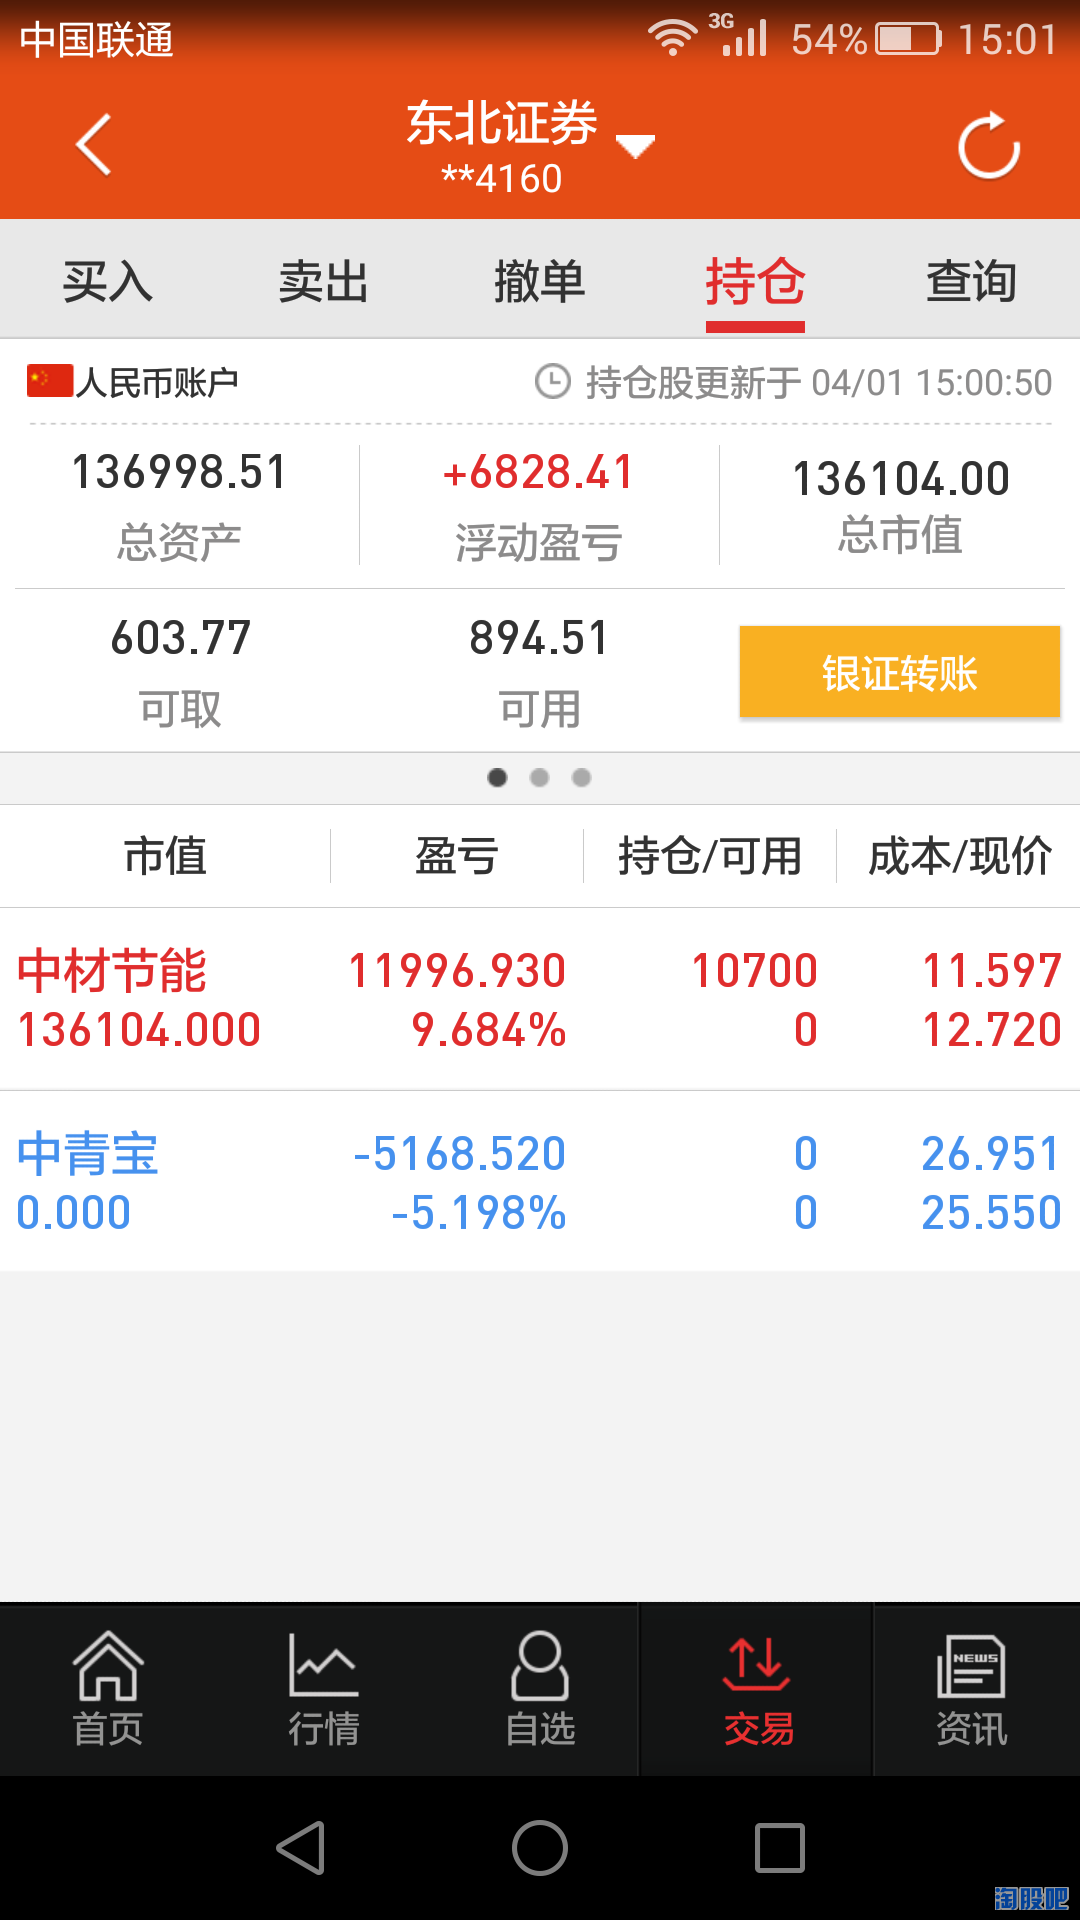 中国联通 3G 54% 15:01
东北证券
**4160
买入 卖出 撤单 持仓 查询
人民币账户 持仓股更新于 04/01 15:00:50
136998.51 +6828.41 136104.00
总资产 浮动盈亏 总市值
603.77 894.51 银证转账
可取 可用
市值 盈亏 持仓/可用 成本/现价
中材节能 11996.930 10700 11.597
136104.000 9.684% 0 12.720
中青宝 -5168.520 0 26.951
0.000 -5.198% 0 25.550
NEWS
首页 行情 自选 交易 资讯
淘股吧